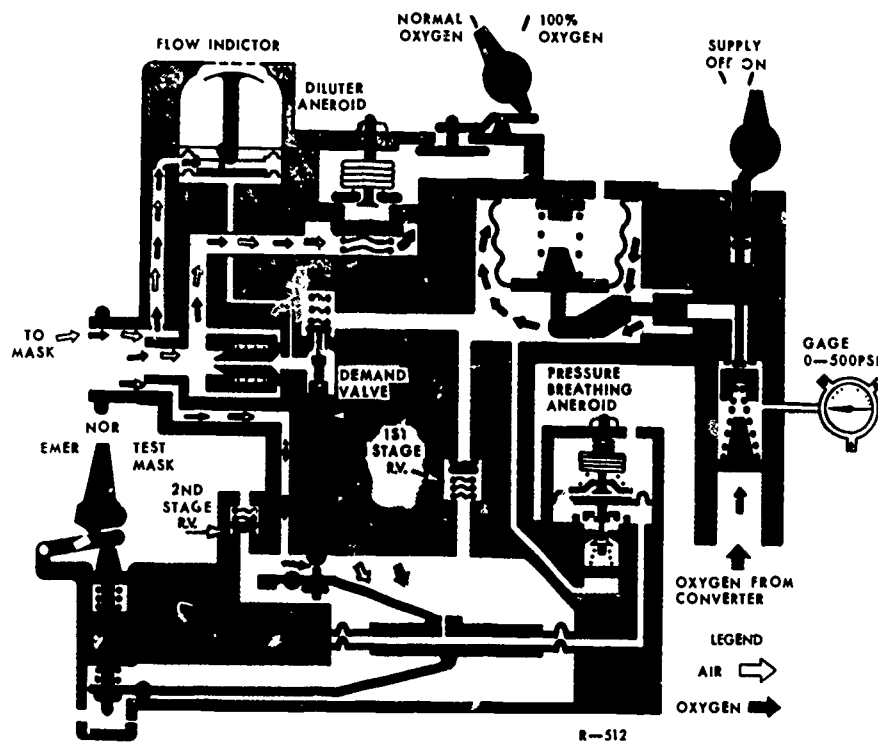 NORMAL
OXYGEN
100%
OXYGEN
FLOW INDICTOR
SUPPLY
OFF ON
DILUTER
ANEROID
TO
MASK
GAGE
0—500PSI
DEMAND
VALVE
PRESSURE
BREATHING
ANEROID
NOR
EMER
TEST
MASK
1ST
STAGE
R.V.
2ND
STAGE
R.V.
OXYGEN FROM
CONVERTER
LEGEND
AIR
OXYGEN
R—512